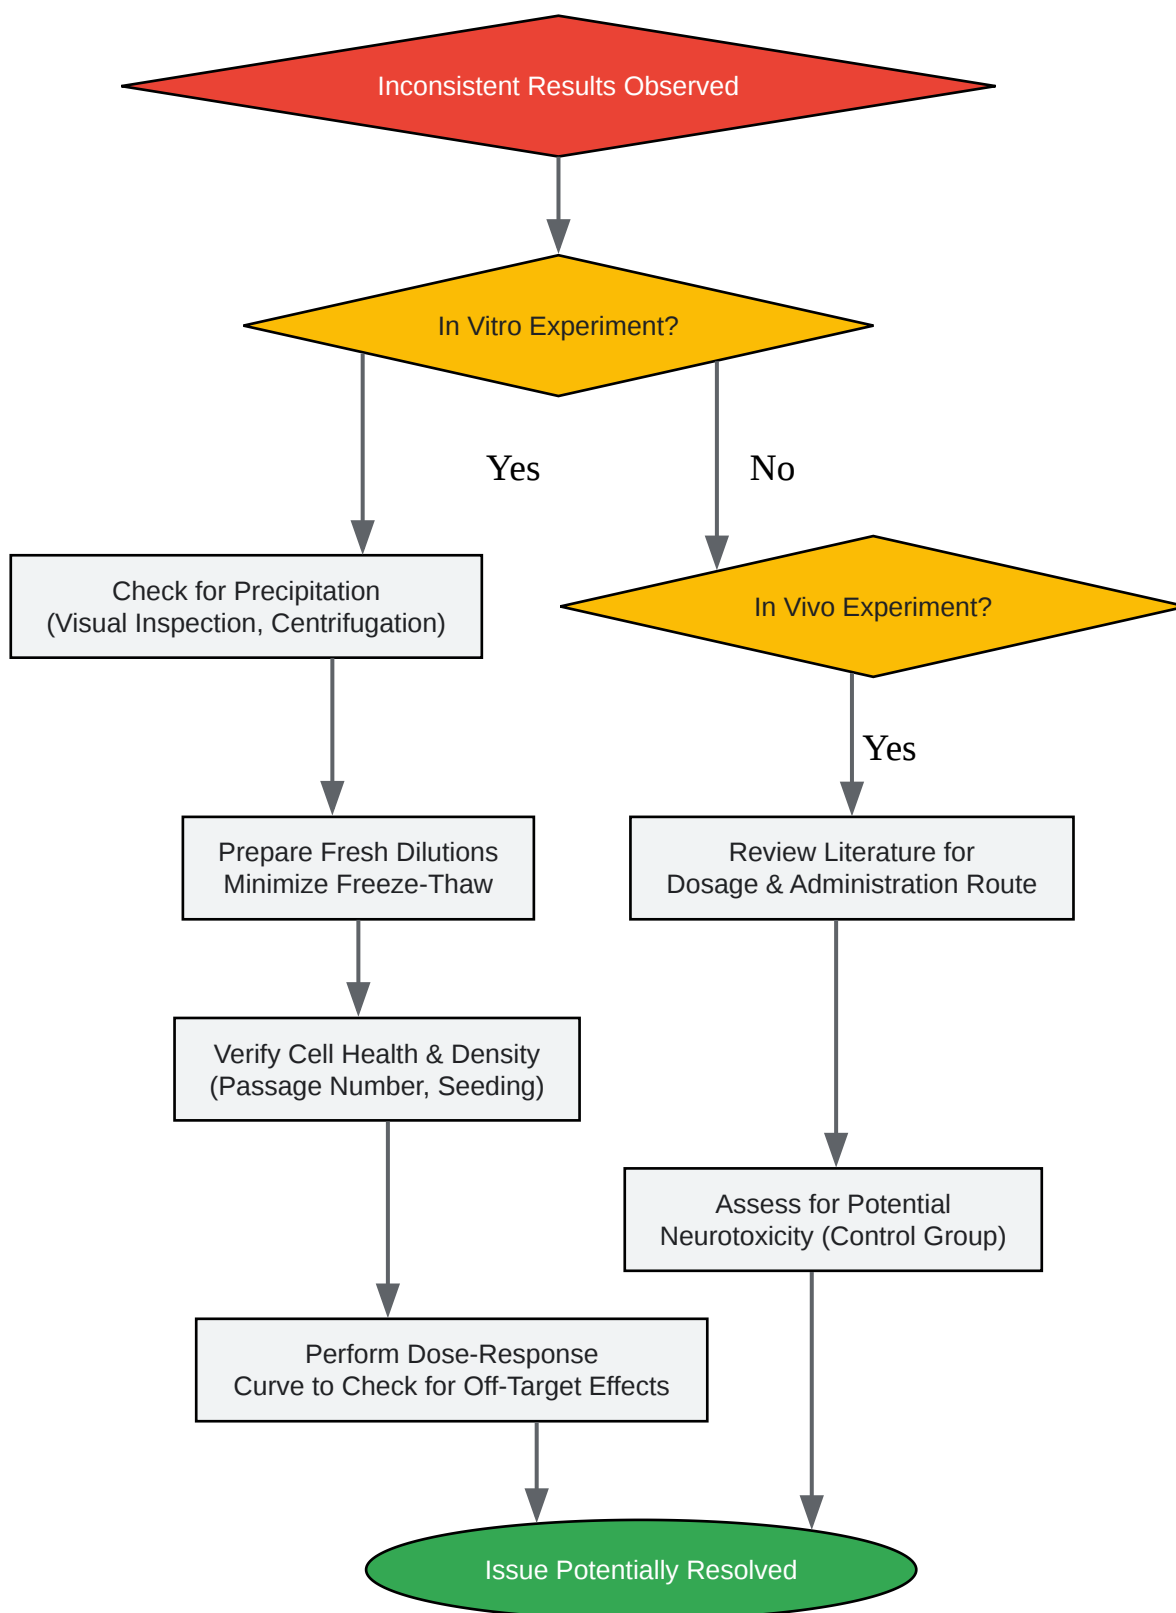 Inconsistent Results Observed
In Vitro Experiment?
Yes
No
Check for Precipitation
(Visual Inspection, Centrifugation)
In Vivo Experiment?
Yes
Prepare Fresh Dilutions
Minimize Freeze-Thaw
Review Literature for
Dosage & Administration Route
Verify Cell Health & Density
(Passage Number, Seeding)
Assess for Potential
Neurotoxicity (Control Group)
Perform Dose-Response
Curve to Check for Off-Target Effects
Issue Potentially Resolved